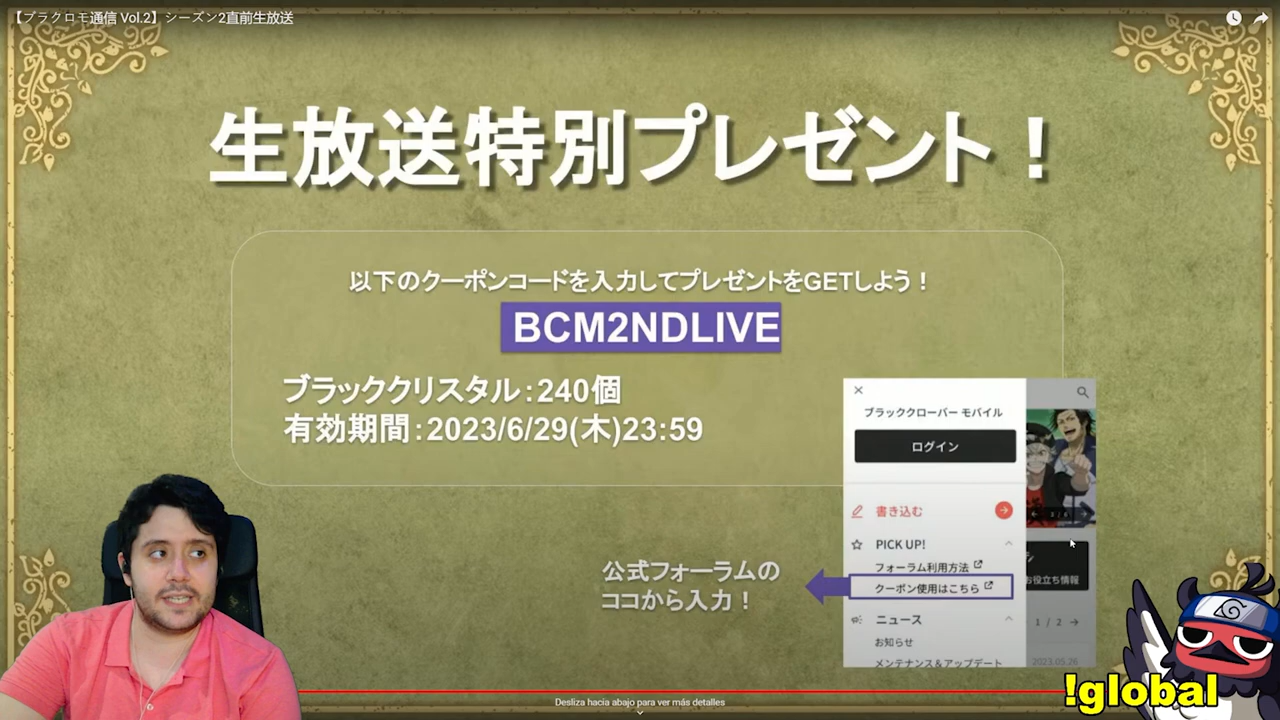 【ブラクロモ通信 Vol.2】シーズン2直前生放送
生放送特別プレゼント！
以下のクーポンコードを入力してプレゼントをGETしよう！
BCM2NDLIVE
ブラッククリスタル：240個
有効期間：2023/6/29(木)23:59
ブラッククローバー モバイル
ログイン
書き込む
PICK UP!
フォーラム利用方法
クーポン使用はこちら
ニュース
お知らせ
メンテナンス＆アップデート
お役立ち情報
1 / 2
2023.05.26
公式フォーラムの
ココから入力！
!global
Desliza hacia abajo para ver más detalles